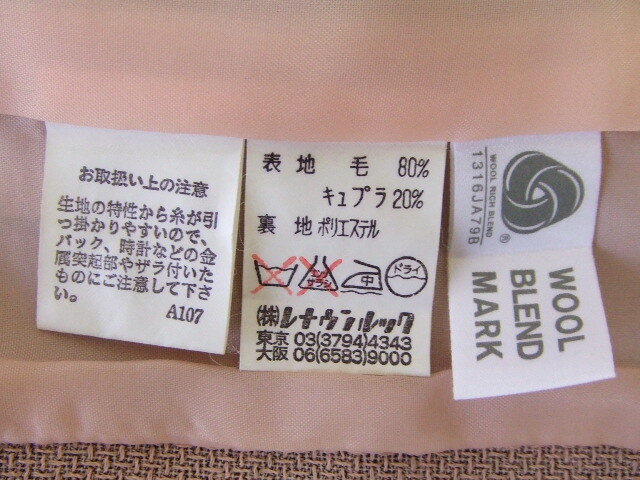 お取扱い上の注意
生地の特性から糸が引
っ掛かりやすいので、
バック、時計などの金
属突起部やザラ付いた
ものにご注意して下さ
い。
A107
表地 毛 80%
キュプラ 20%
裏地 ポリエステル
エンソ
サラシ
中
ドライ
(株)レナウンルック
東京 03(3794)4343
大阪 06(6583)9000
WOOL RICH BLEND
1316JA79B
®
WOOL
BLEND
MARK